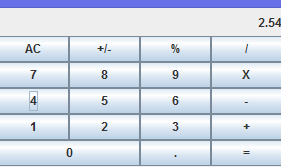 2.54
AC +/- % /
7 8 9 X
4 5 6 -
1 2 3 +
0 . =